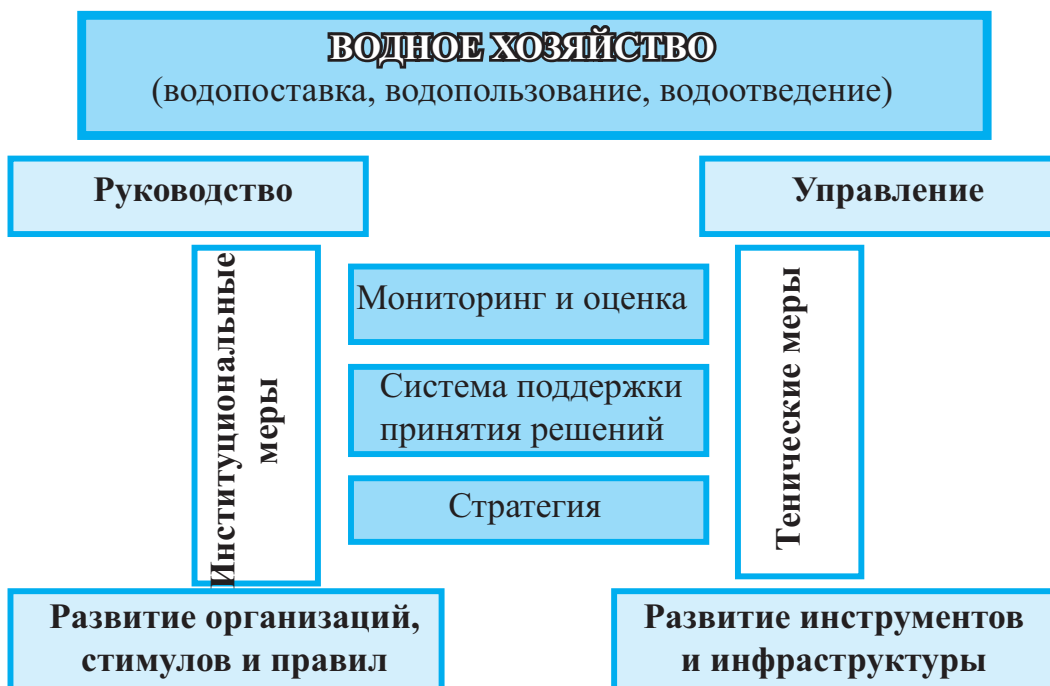 ВОДНОЕ ХОЗЯЙСТВО
(водопоставка, водопользование, водоотведение)
Руководство
Управление
Институциональные
меры
Мониторинг и оценка
Система поддержки
принятия решений
Стратегия
Тенические меры
Развитие организаций,
стимулов и правил
Развитие инструментов
и инфраструктуры